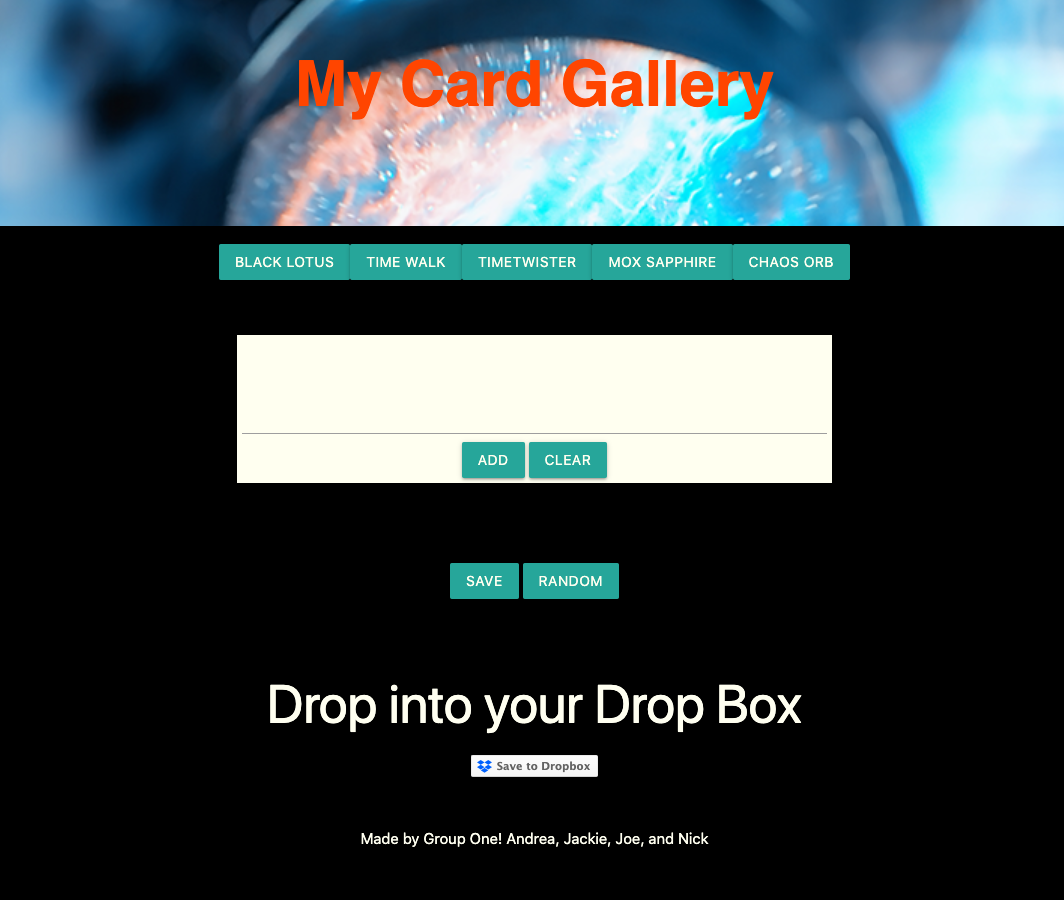 My Card Gallery
BLACK LOTUS TIME WALK TIMETWISTER MOX SAPPHIRE CHAOS ORB
ADD CLEAR
SAVE RANDOM
Drop into your Drop Box
Save to Dropbox
Made by Group One! Andrea, Jackie, Joe, and Nick